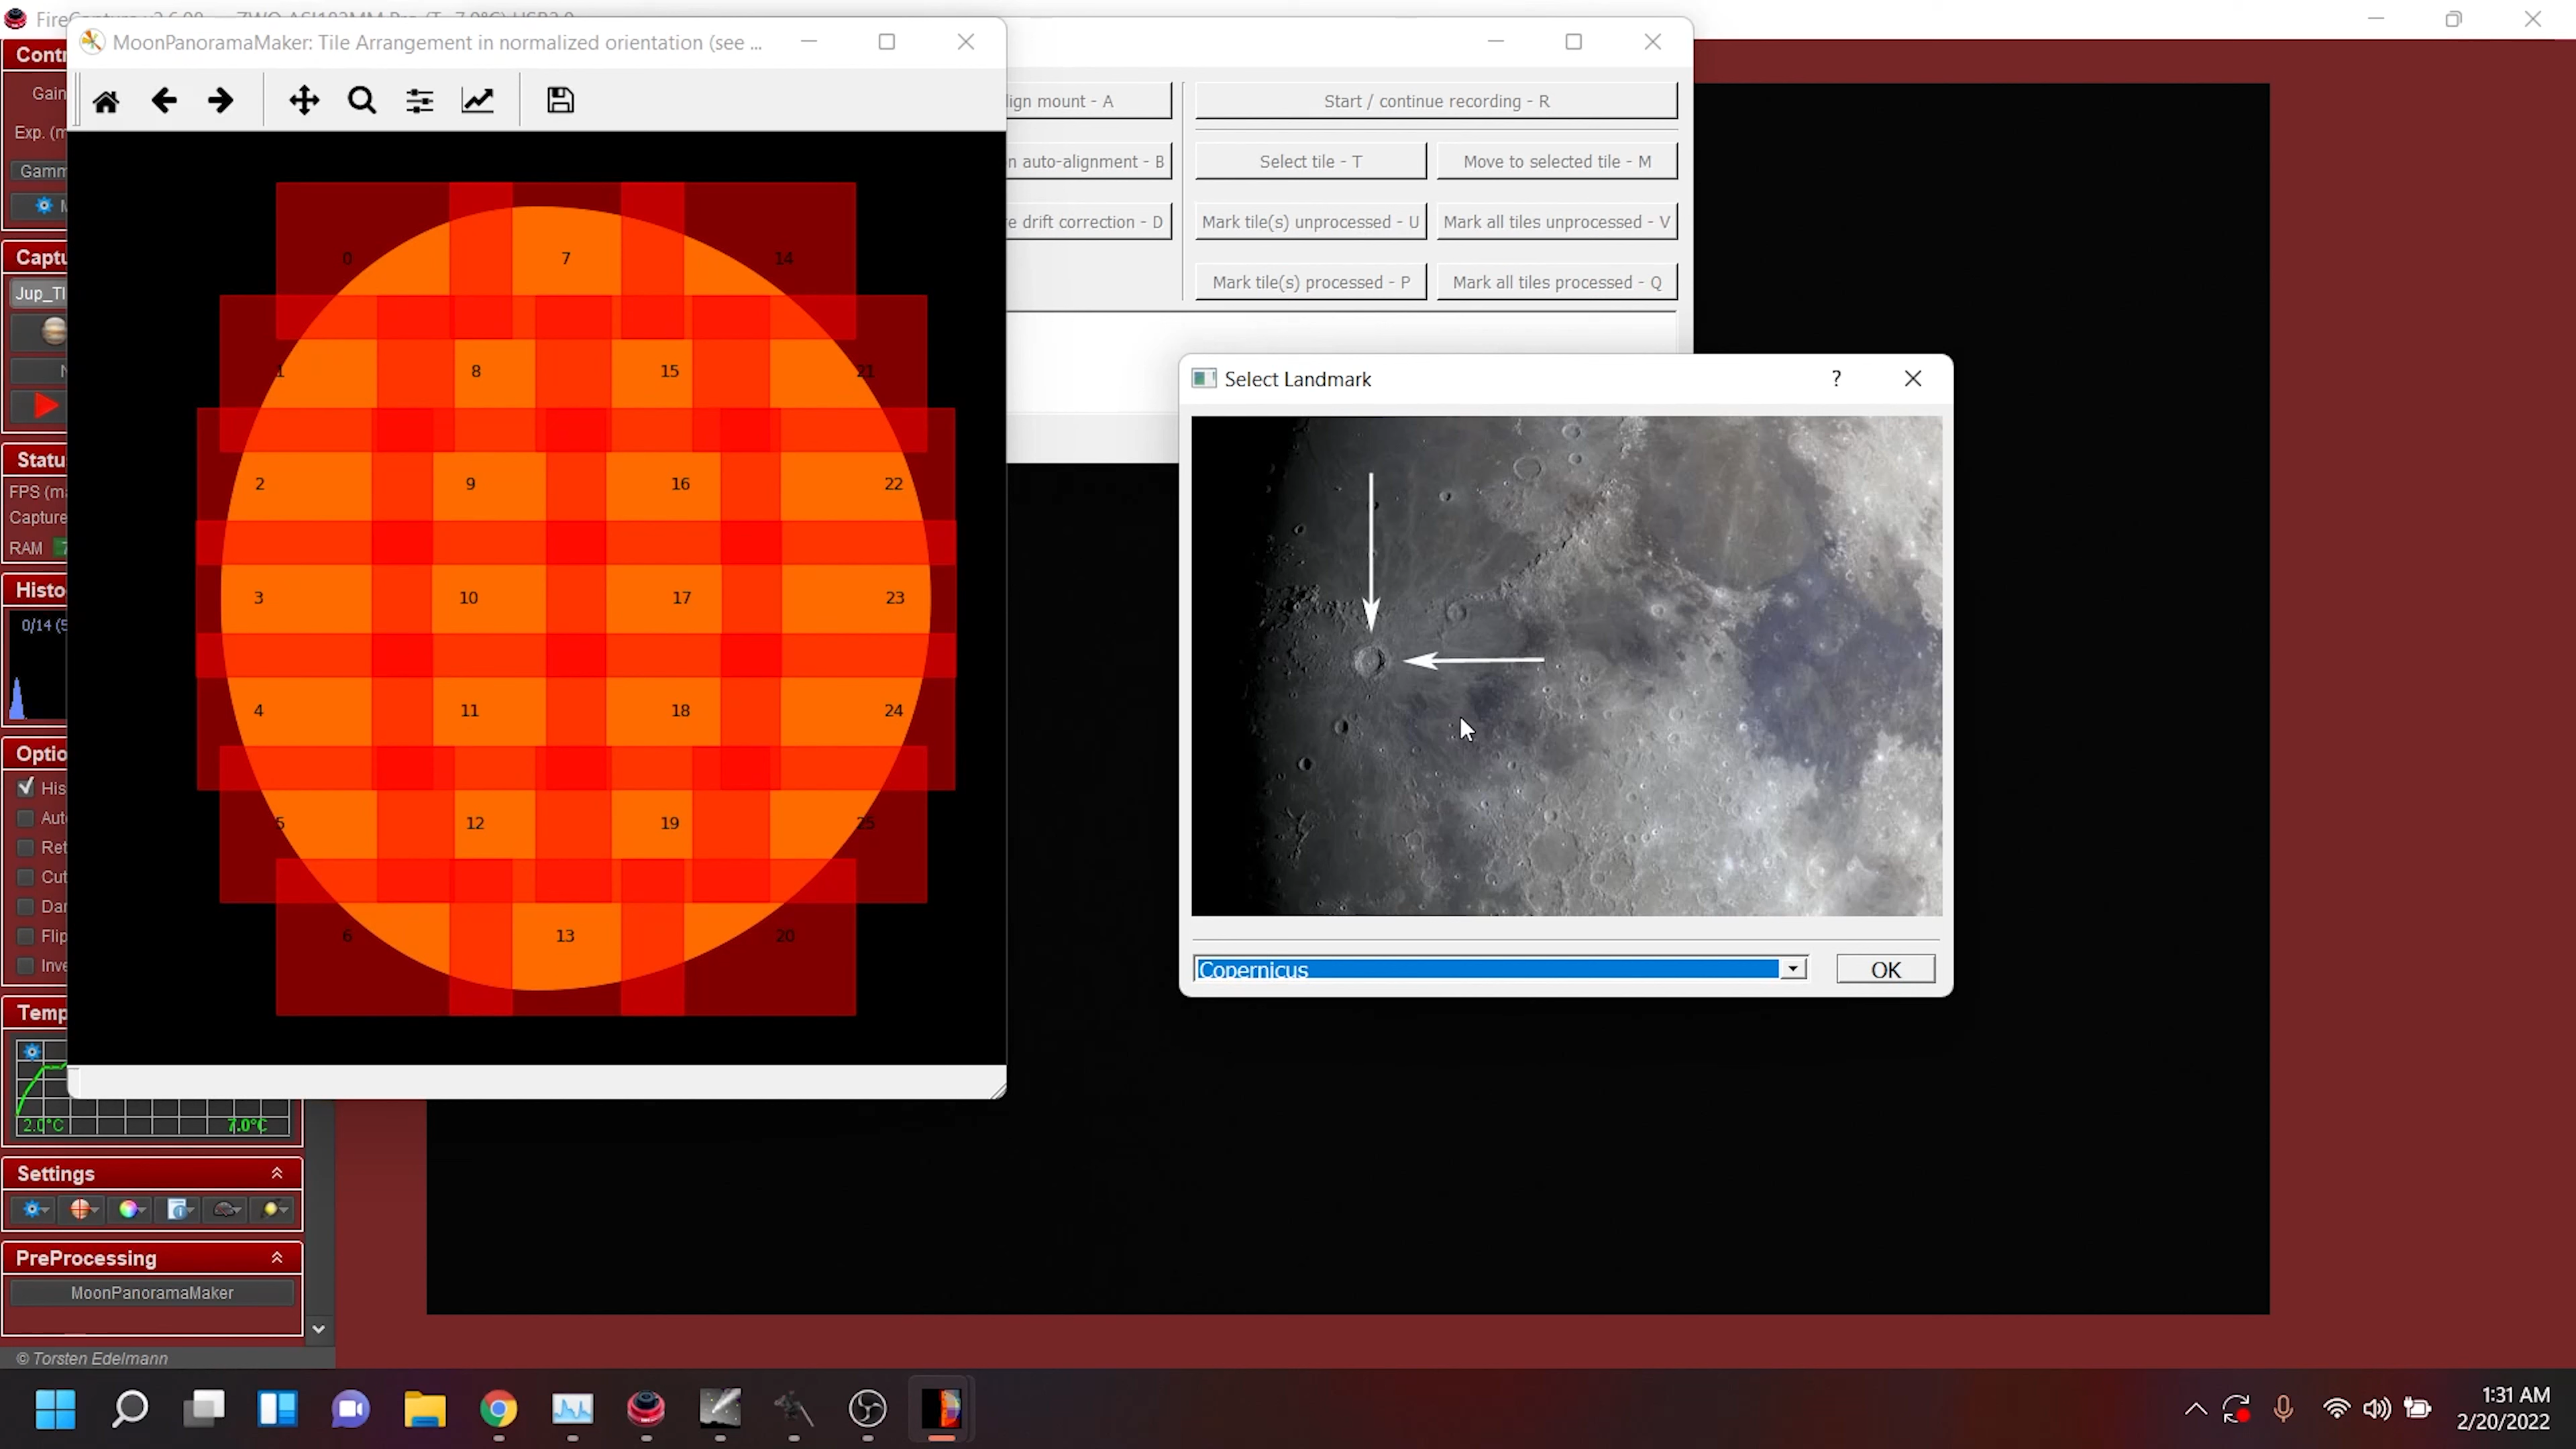 MoonPanoramaMaker: Tile Arrangement in normalized orientation (see ...
Contr
Gain
Exp. (m
Gamm
M
Captu
Jup_Tl
N
Statu
FPS (ma
Capture
RAM 7
Histo
0/14 (5
Optio
His
Auto
Ret
Cut
Dar
Flip
Inve
Temp
2.0°C 7.0°C
Settings
PreProcessing
MoonPanoramaMaker
© Torsten Edelmann
0 7 14
1 8 15 21
2 9 16 22
3 10 17 23
4 11 18 24
5 12 19 25
6 13 20
lign mount - A
Start / continue recording - R
n auto-alignment - B
Select tile - T
Move to selected tile - M
re drift correction - D
Mark tile(s) unprocessed - U
Mark all tiles unprocessed - V
Mark tile(s) processed - P
Mark all tiles processed - Q
Select Landmark
?
Copernicus
OK
1:31 AM
2/20/2022